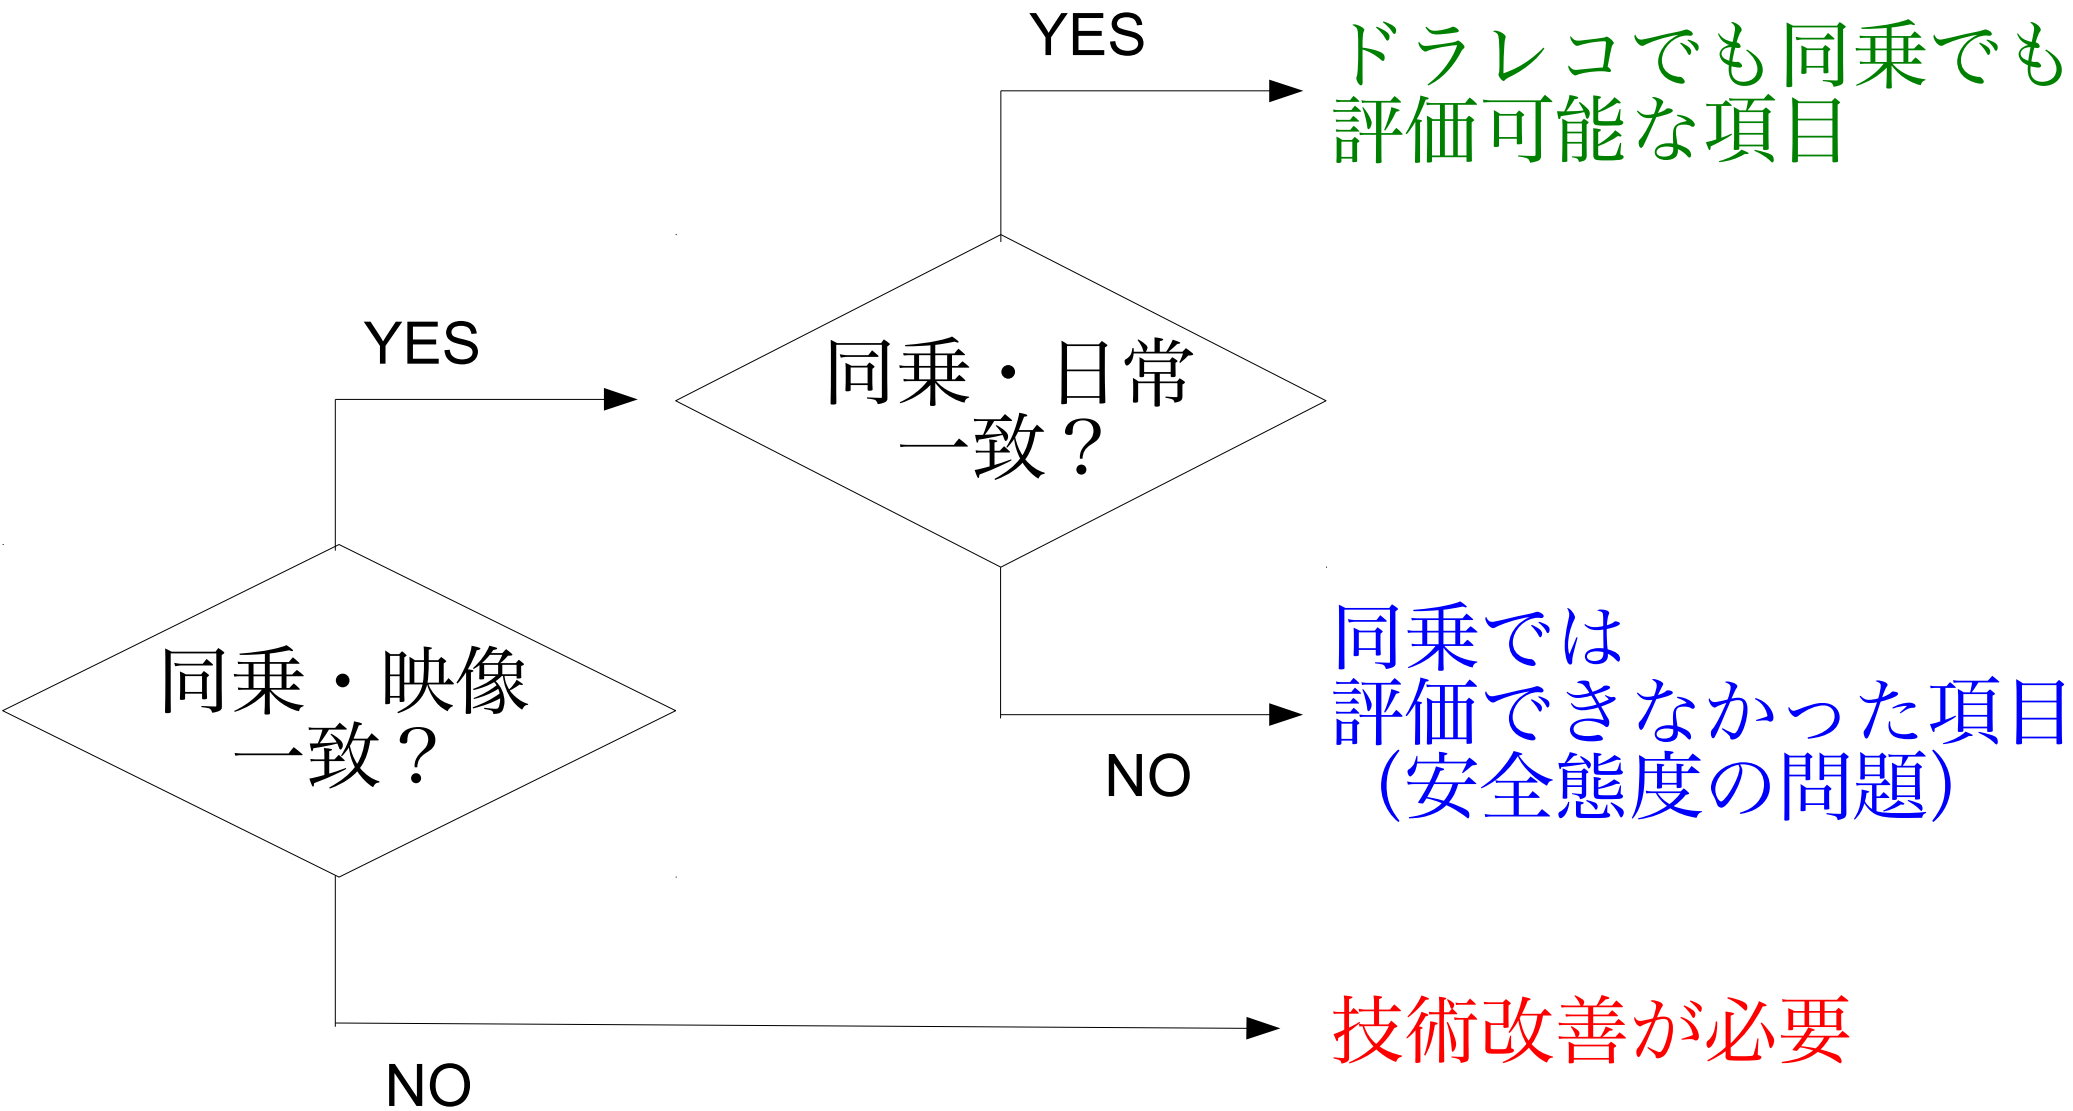 YES
ドラレコでも同乗でも
評価可能な項目
YES
同乗・日常
一致？
同乗では
評価できなかった項目
（安全態度の問題）
同乗・映像
一致？
NO
技術改善が必要
NO